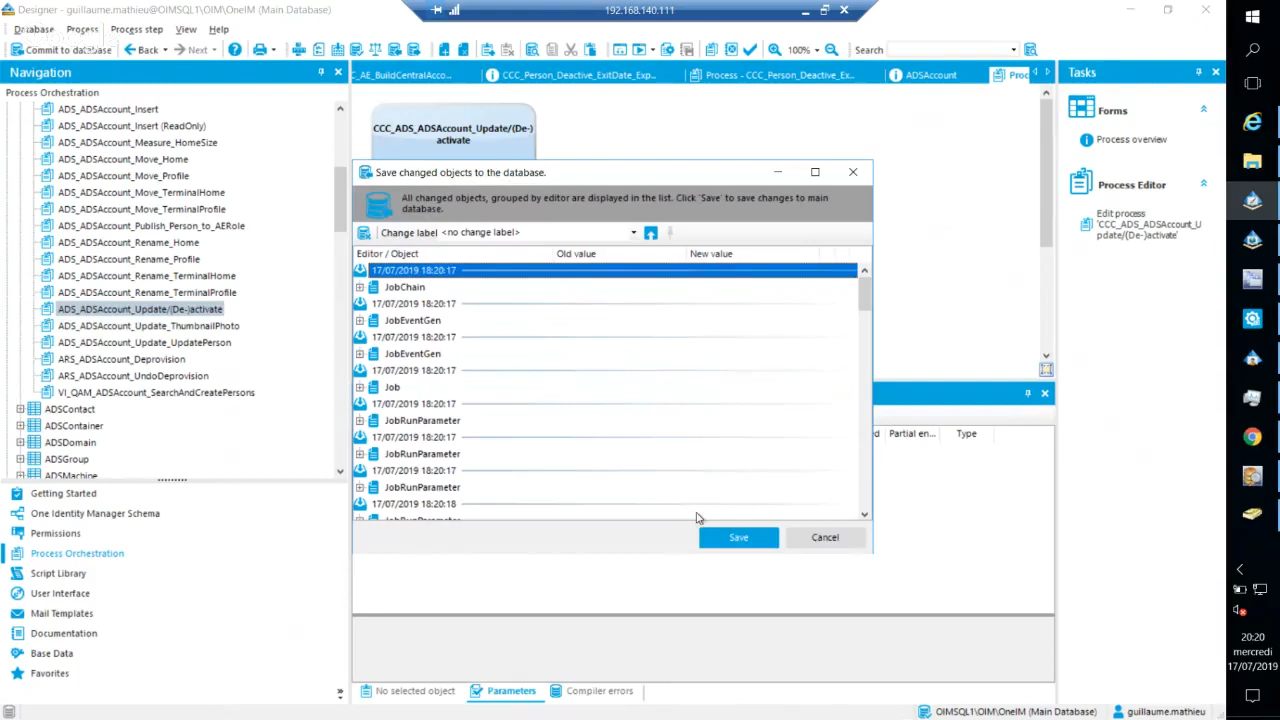 Designer - guillaume.mathieu@OIMSQL1\OIM\OneIM (Main Database)
192.168.140.111
Database Process Process step View Help
Commit to database Back Next 100% Search
Navigation
Process Orchestration
ADS_ADSAccount_Insert
ADS_ADSAccount_Insert (ReadOnly)
ADS_ADSAccount_Measure_HomeSize
ADS_ADSAccount_Move_Home
ADS_ADSAccount_Move_Profile
ADS_ADSAccount_Move_TerminalHome
ADS_ADSAccount_Move_TerminalProfile
ADS_ADSAccount_Publish_Person_to_AERole
ADS_ADSAccount_Rename_Home
ADS_ADSAccount_Rename_Profile
ADS_ADSAccount_Rename_TerminalHome
ADS_ADSAccount_Rename_TerminalProfile
ADS_ADSAccount_Update/(De-)activate
ADS_ADSAccount_Update_ThumbnailPhoto
ADS_ADSAccount_Update_UpdatePerson
ARS_ADSAccount_Deprovision
ARS_ADSAccount_UndoDeprovision
VI_QAM_ADSAccount_SearchAndCreatePersons
ADSContact
ADSContainer
ADSDomain
ADSGroup
ADSMachine
Getting Started
One Identity Manager Schema
Permissions
Process Orchestration
Script Library
User Interface
Mail Templates
Documentation
Base Data
Favorites
C_AE_BuildCentralAcco... CCC_Person_Deactive_ExitDate_Exp... Process - CCC_Person_Deactive_Ex... ADSAccount Proc
CCC_ADS_ADSAccount_Update/(De-)
activate
Save changed objects to the database.
All changed objects, grouped by editor are displayed in the list. Click 'Save' to save changes to main
database.
Change label <no change label>
Editor / Object Old value New value
17/07/2019 18:20:17
JobChain
17/07/2019 18:20:17
JobEventGen
17/07/2019 18:20:17
JobEventGen
17/07/2019 18:20:17
Job
17/07/2019 18:20:17
JobRunParameter
17/07/2019 18:20:17
JobRunParameter
17/07/2019 18:20:17
JobRunParameter
17/07/2019 18:20:18
JobRunParameter
Save Cancel
Partial en... Type
No selected object Parameters Compiler errors
Tasks
Forms
Process overview
Process Editor
Edit process
'CCC_ADS_ADSAccount_U
pdate/(De-)activate'
OIMSQL1\OIM\OneIM (Main Database) guillaume.mathieu
20:20
mercredi
17/07/2019